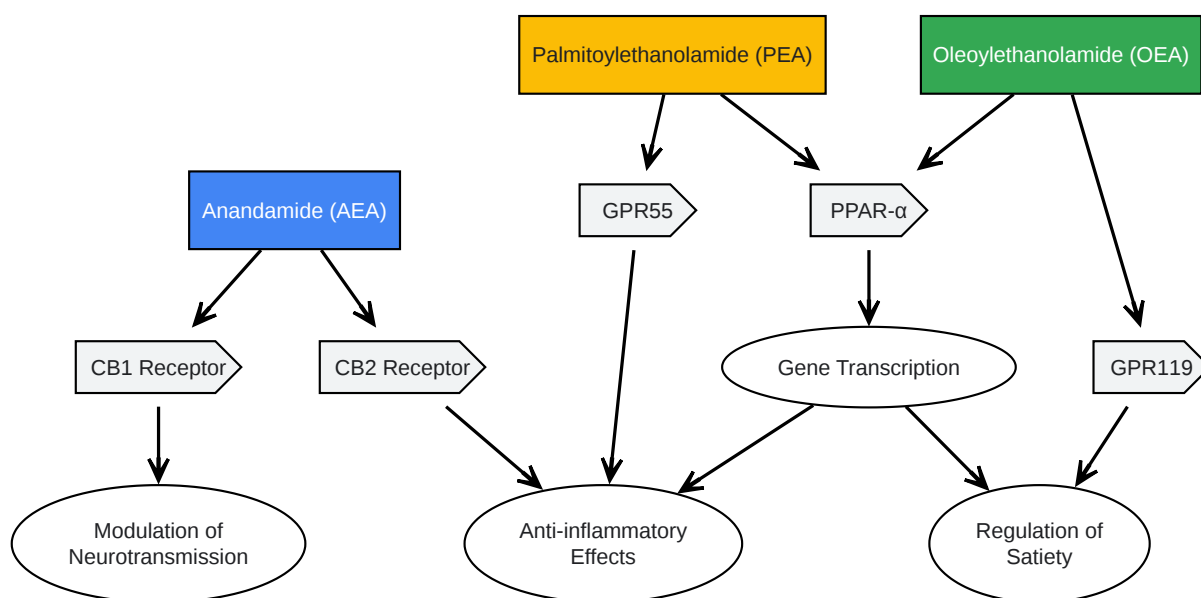 Palmitoylethanolamide (PEA)
Oleoylethanolamide (OEA)
Anandamide (AEA)
GPR55
PPAR-α
CB1 Receptor
CB2 Receptor
Gene Transcription
GPR119
Modulation of
Neurotransmission
Anti-inflammatory
Effects
Regulation of
Satiety